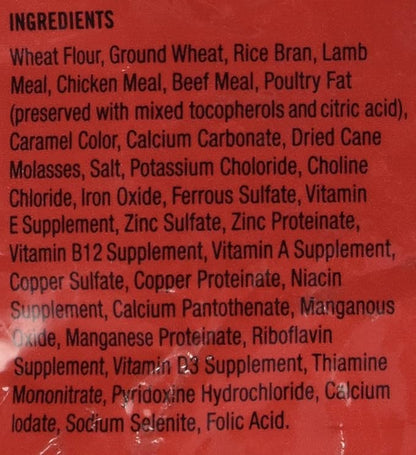 INGREDIENTS
Wheat Flour, Ground Wheat, Rice Bran, Lamb
Meal, Chicken Meal, Beef Meal, Poultry Fat
(preserved with mixed tocopherols and citric acid),
Caramel Color, Calcium Carbonate, Dried Cane
Molasses, Salt, Potassium Choloride, Choline
Chloride, Iron Oxide, Ferrous Sulfate, Vitamin
E Supplement, Zinc Sulfate, Zinc Proteinate,
Vitamin B12 Supplement, Vitamin A Supplement,
Copper Sulfate, Copper Proteinate, Niacin
Supplement, Calcium Pantothenate, Manganous
Oxide, Manganese Proteinate, Riboflavin
Supplement, Vitamin D3 Supplement, Thiamine
Mononitrate, Pyridoxine Hydrochloride, Calcium
Iodate, Sodium Selenite, Folic Acid.